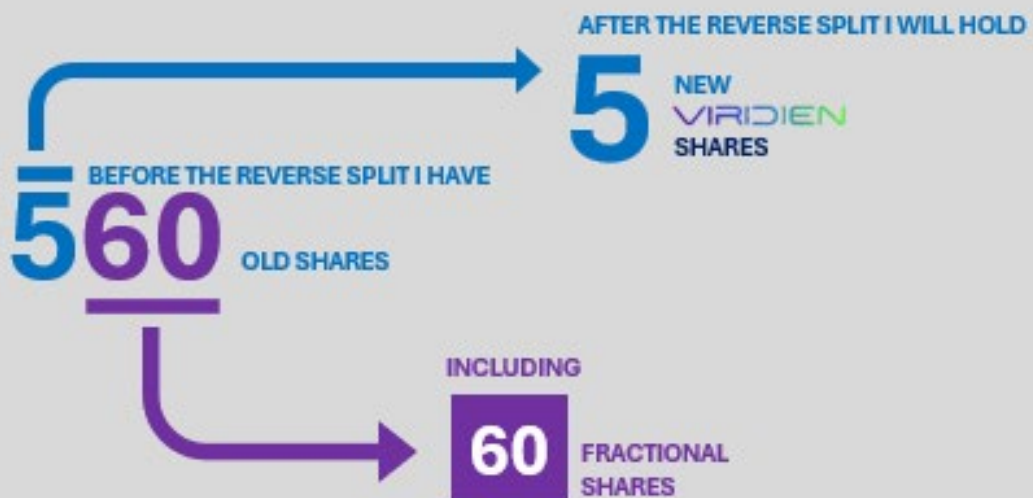 AFTER THE REVERSE SPLIT I WILL HOLD
5 NEW
VIRIDIEN
SHARES
BEFORE THE REVERSE SPLIT I HAVE
560 OLD SHARES
INCLUDING
60 FRACTIONAL
SHARES